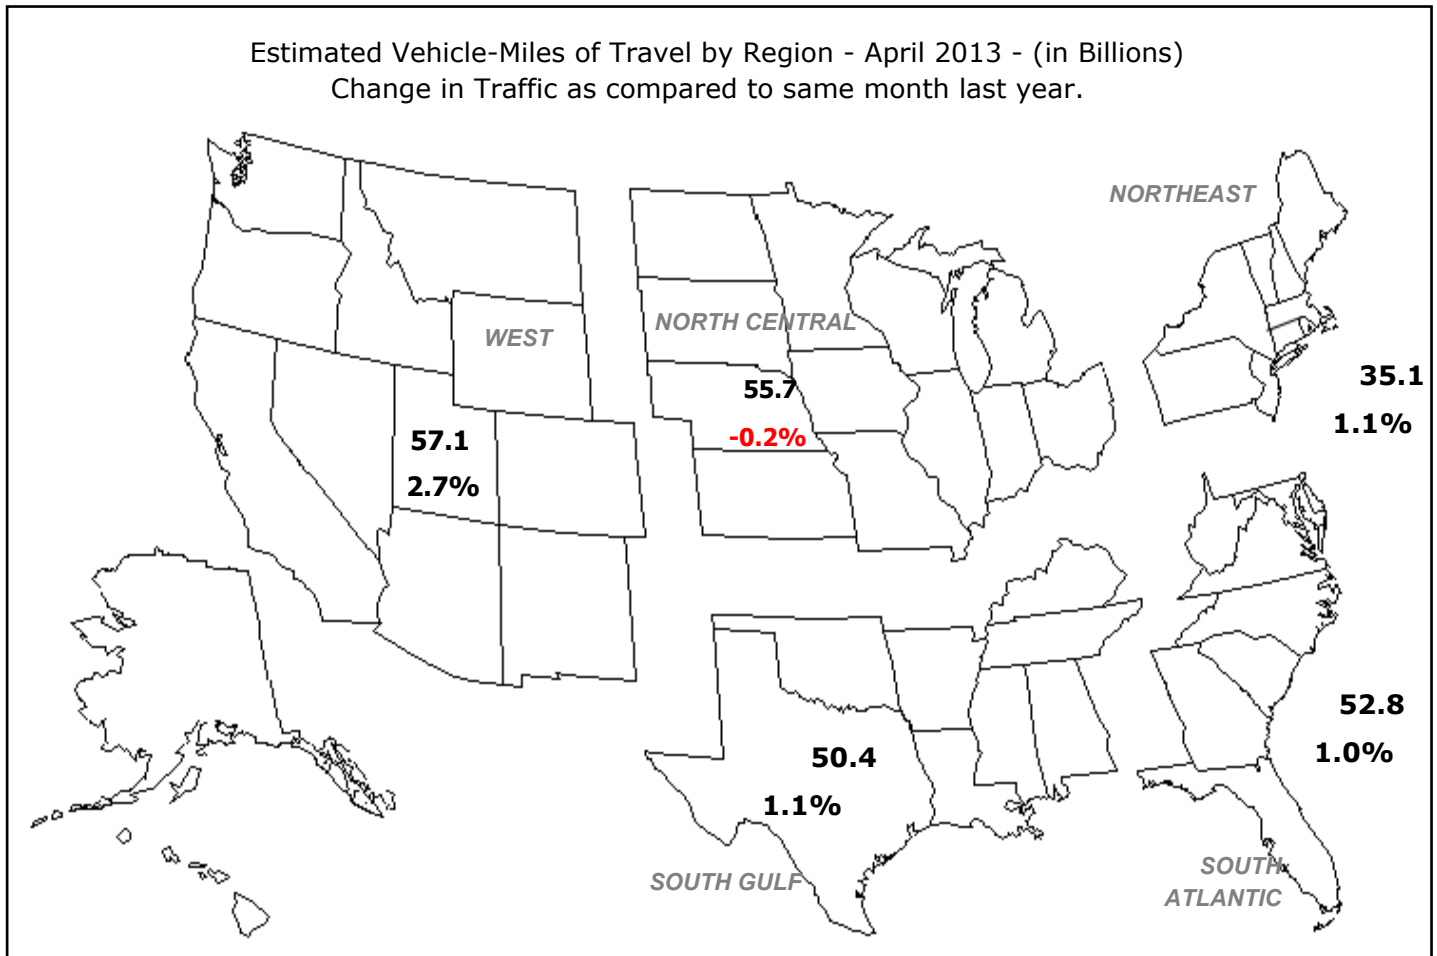 Estimated Vehicle-Miles of Travel by Region - April 2013 - (in Billions)
Change in Traffic as compared to same month last year.
NORTHEAST
WEST
NORTH CENTRAL
35.1
1.1%
55.7
-0.2%
57.1
2.7%
52.8
1.0%
50.4
1.1%
SOUTH GULF
SOUTH
ATLANTIC